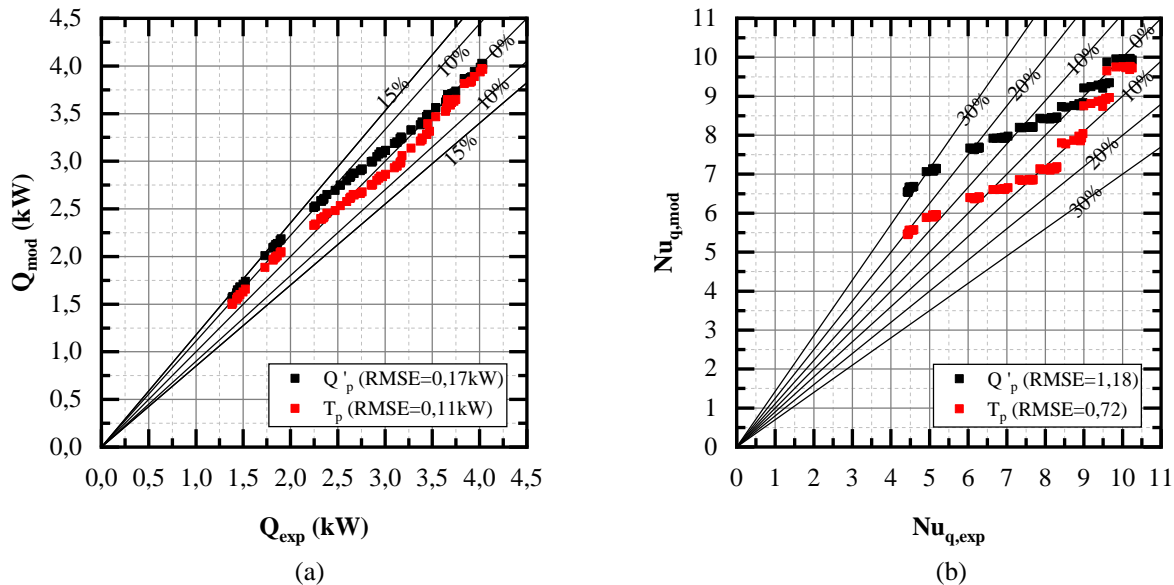 4,5
4,0
3,5
3,0
2,5
2,0
1,5
1,0
0,5
0,0
Q_mod (kW)
15%
10%
0%
10%
15%
Q'_p (RMSE=0,17kW)
T_p (RMSE=0,11kW)
0,0 0,5 1,0 1,5 2,0 2,5 3,0 3,5 4,0 4,5
Q_exp (kW)
(a)
11
10
9
8
7
6
5
4
3
2
1
0
Nu_q,mod
30%
20%
10%
0%
10%
20%
30%
Q'_p (RMSE=1,18)
T_p (RMSE=0,72)
0 1 2 3 4 5 6 7 8 9 10 11
Nu_q,exp
(b)